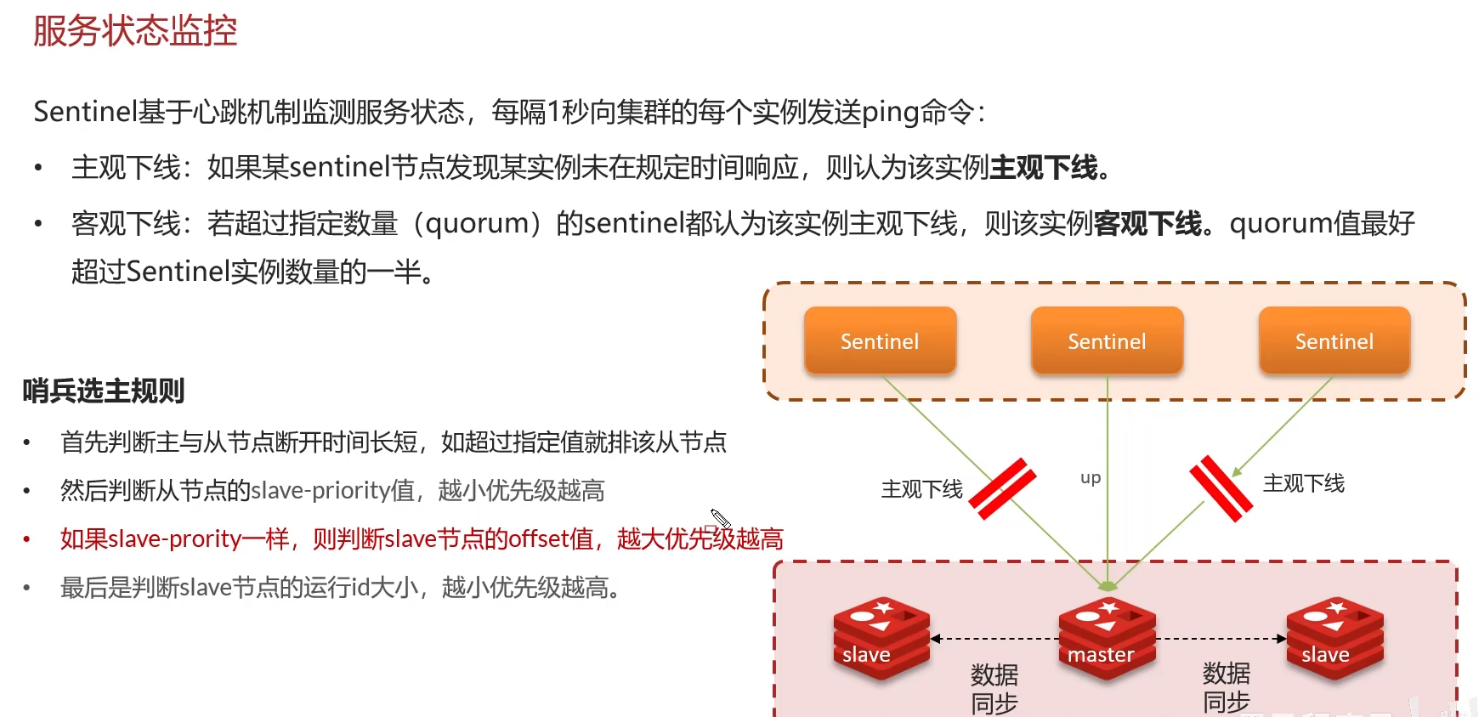 服务状态监控
Sentinel基于心跳机制监测服务状态，每隔1秒向集群的每个实例发送ping命令：
• 主观下线：如果某sentinel节点发现某实例未在规定时间响应，则认为该实例主观下线。
• 客观下线：若超过指定数量（quorum）的sentinel都认为该实例主观下线，则该实例客观下线。quorum值最好
超过Sentinel实例数量的一半。
哨兵选主规则
• 首先判断主与从节点断开时间长短，如超过指定值就排该从节点
• 然后判断从节点的slave-priority值，越小优先级越高
• 如果slave-prority一样，则判断slave节点的offset值，越大优先级越高
• 最后是判断slave节点的运行id大小，越小优先级越高。
Sentinel
Sentinel
Sentinel
主观下线
up
主观下线
slave
master
slave
数据
同步
数据
同步